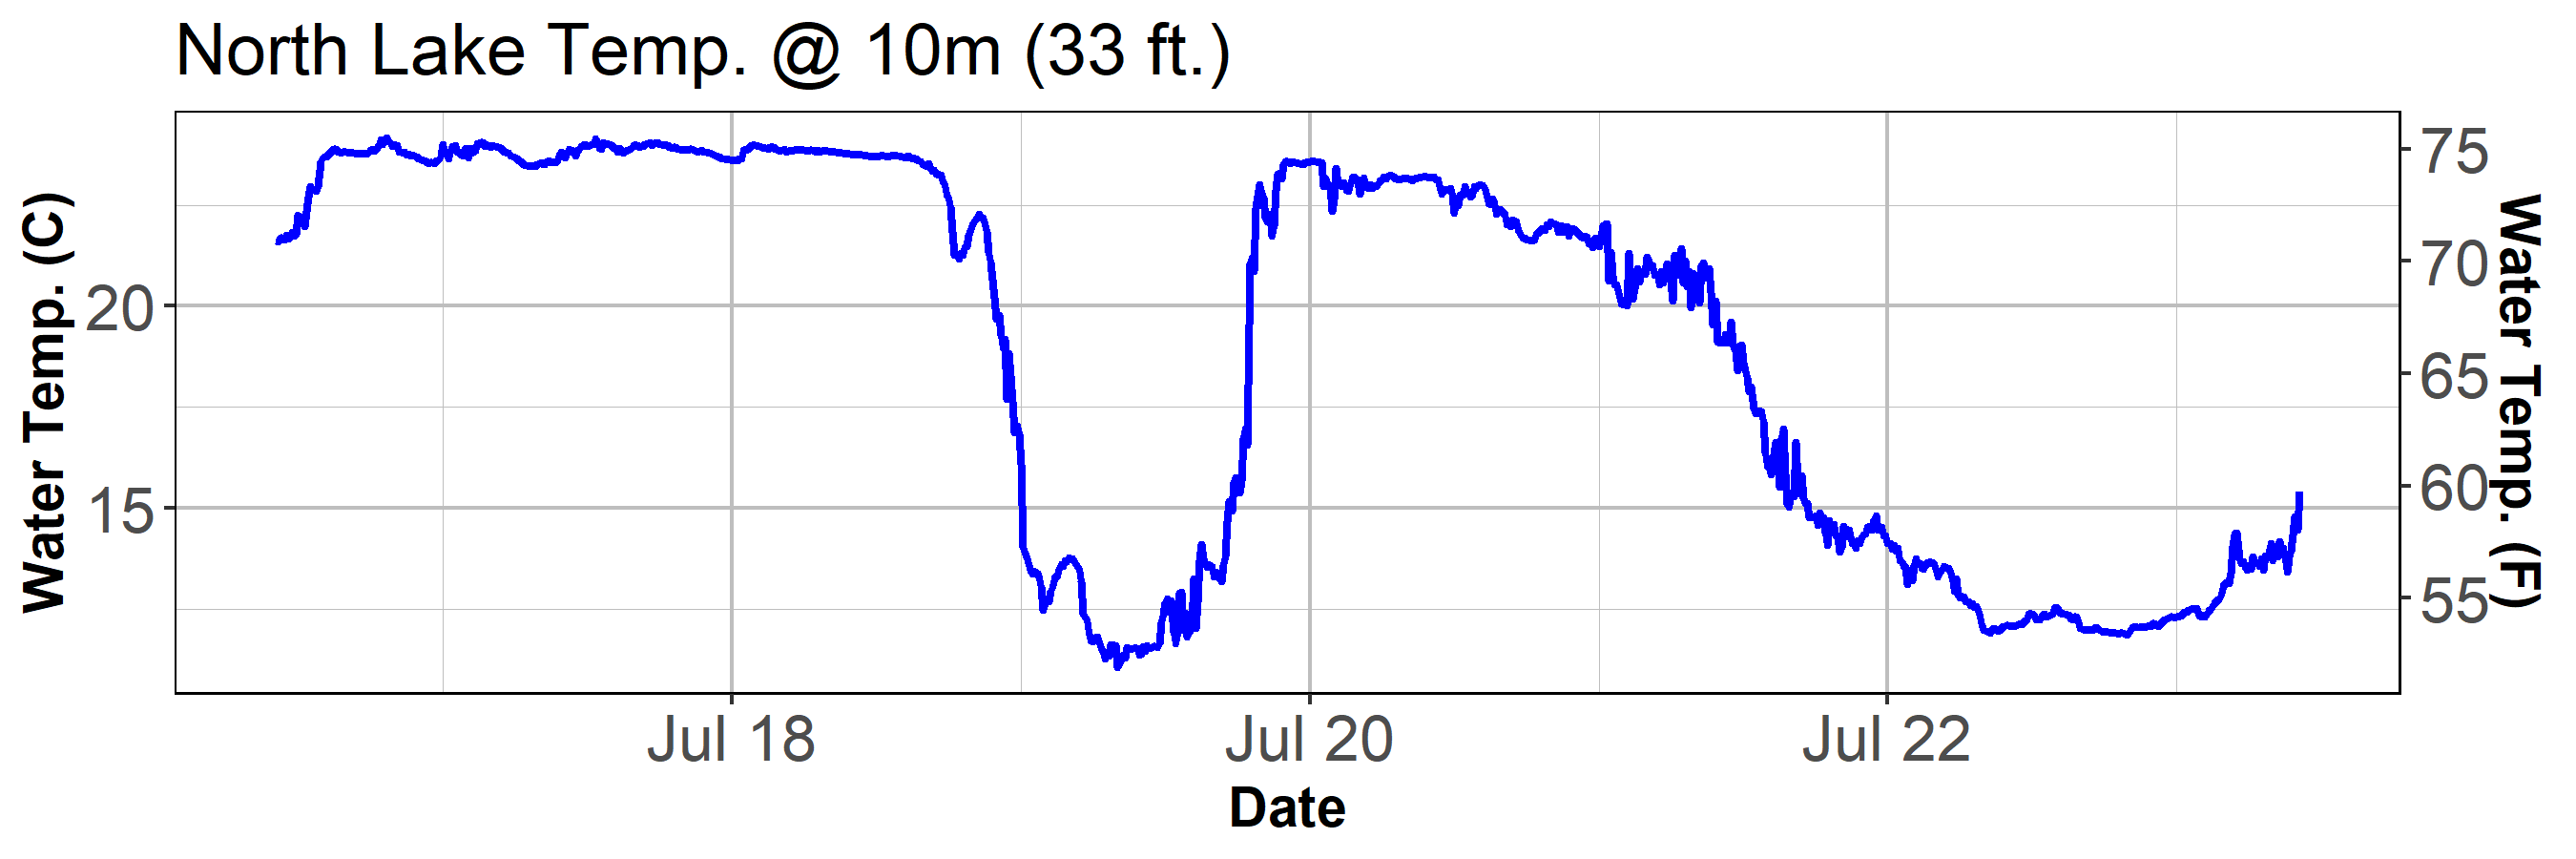 North Lake Temp. @ 10m (33 ft.)
Water Temp. (C)
20
15
75
70
65
60
55
Water Temp. (F)
Jul 18
Jul 20
Jul 22
Date